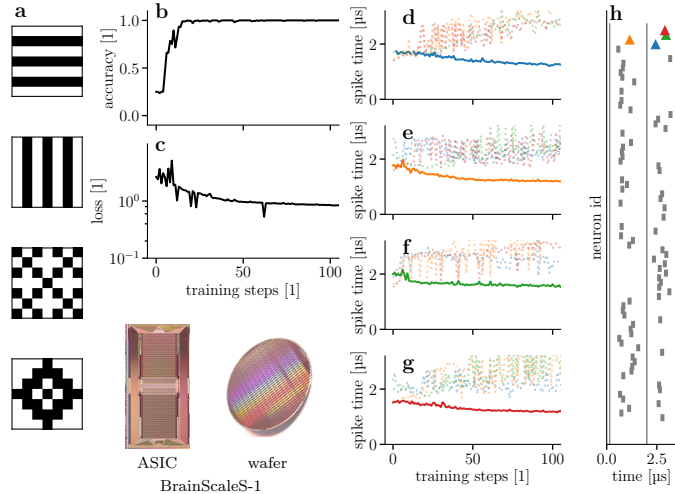 a
b
accuracy [1]
1.0
0.5
0.0
c
loss [1]
10⁰
10⁻¹
0
50
100
training steps [1]
ASIC
wafer
BrainScaleS-1
d
spike time [µs]
2
0
e
spike time [µs]
2
0
f
spike time [µs]
2
0
g
spike time [µs]
2
0
0
50
100
training steps [1]
h
neuron id
0.0
2.5
time [µs]